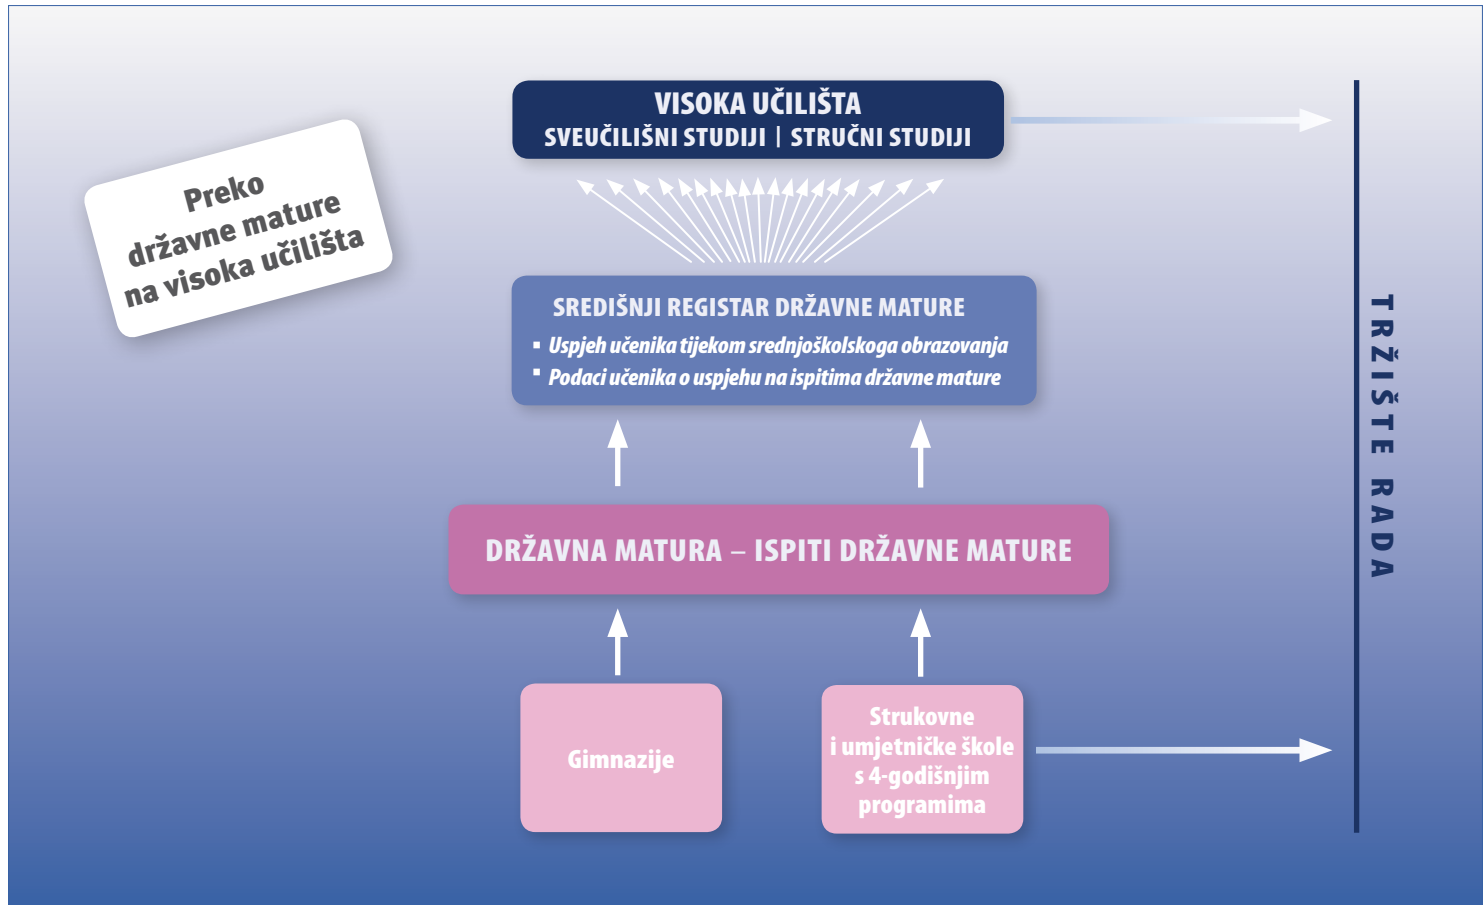 VISOKA UČILIŠTA
SVEUČILIŠNI STUDIJI | STRUČNI STUDIJI
Preko
državne mature
na visoka učilišta
SREDIŠNJI REGISTAR DRŽAVNE MATURE
▪ Uspjeh učenika tijekom srednjoškolskoga obrazovanja
▪ Podaci učenika o uspjehu na ispitima državne mature
TRŽIŠTE RADA
DRŽAVNA MATURA – ISPITI DRŽAVNE MATURE
Gimnazije
Strukovne
i umjetničke škole
s 4-godišnjim
programima